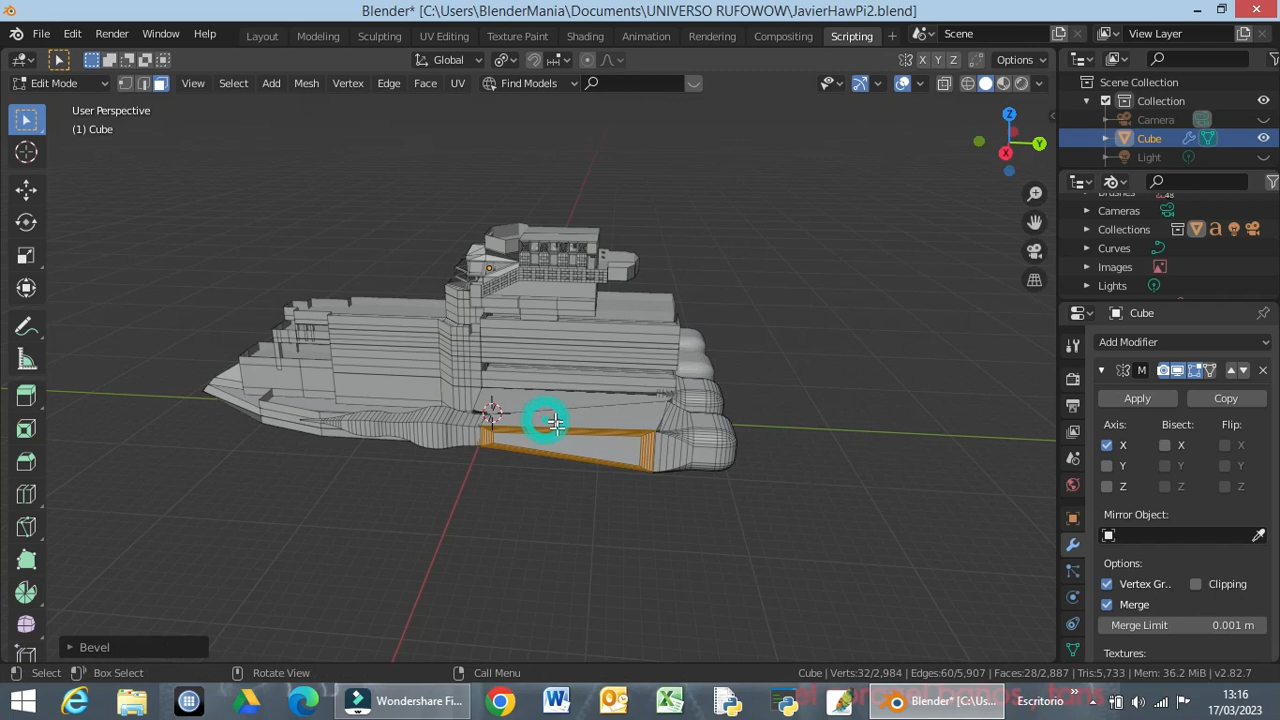 Blender* [C:\Users\BlenderMania\Documents\UNIVERSO RUFOWOW\JavierHawPi2.blend]
File Edit Render Window Help Layout Modeling Sculpting UV Editing Texture Paint Shading Animation Rendering Compositing Scripting + Scene View Layer
Global X Y Z Options
Edit Mode View Select Add Mesh Vertex Edge Face UV Find Models
User Perspective
(1) Cube
Z
Y
X
Scene Collection
Collection
Camera
Cube
Light
Cameras
Collections
Curves
Images
Lights
Cube
Add Modifier
M
Apply Copy
Axis: Bisect: Flip:
X X X
Y Y Y
Z Z Z
Mirror Object:
Options:
Vertex Gr.. Clipping
Merge
Merge Limit 0.001 m
Textures:
Bevel
Select Box Select Rotate View Call Menu Cube | Verts:32/2,984 | Edges:60/5,907 | Faces:28/2,887 | Tris:5,733 | Mem: 36.2 MiB | v2.82.7
Wondershare Fi... Blender* [C:\Us... Escritorio
13:16
17/03/2023